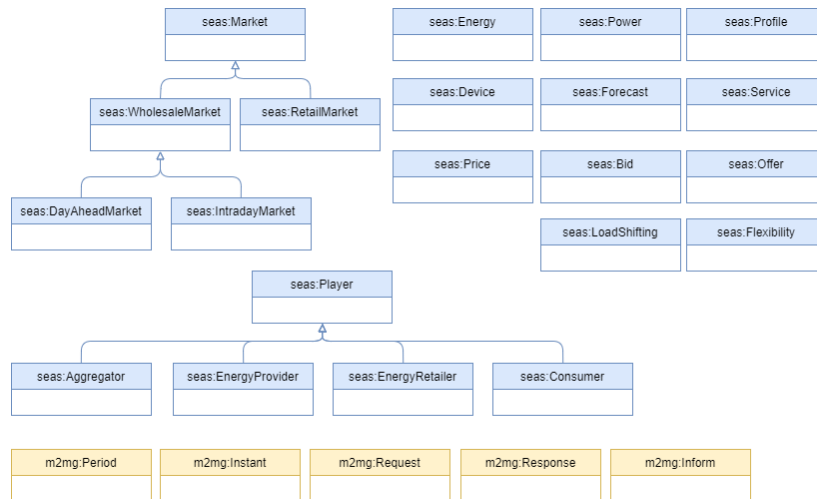 seas:Market
seas:Energy
seas:Power
seas:Profile
seas:WholesaleMarket
seas:RetailMarket
seas:Device
seas:Forecast
seas:Service
seas:Price
seas:Bid
seas:Offer
seas:DayAheadMarket
seas:IntradayMarket
seas:LoadShifting
seas:Flexibility
seas:Player
seas:Aggregator
seas:EnergyProvider
seas:EnergyRetailer
seas:Consumer
m2mg:Period
m2mg:Instant
m2mg:Request
m2mg:Response
m2mg:Inform